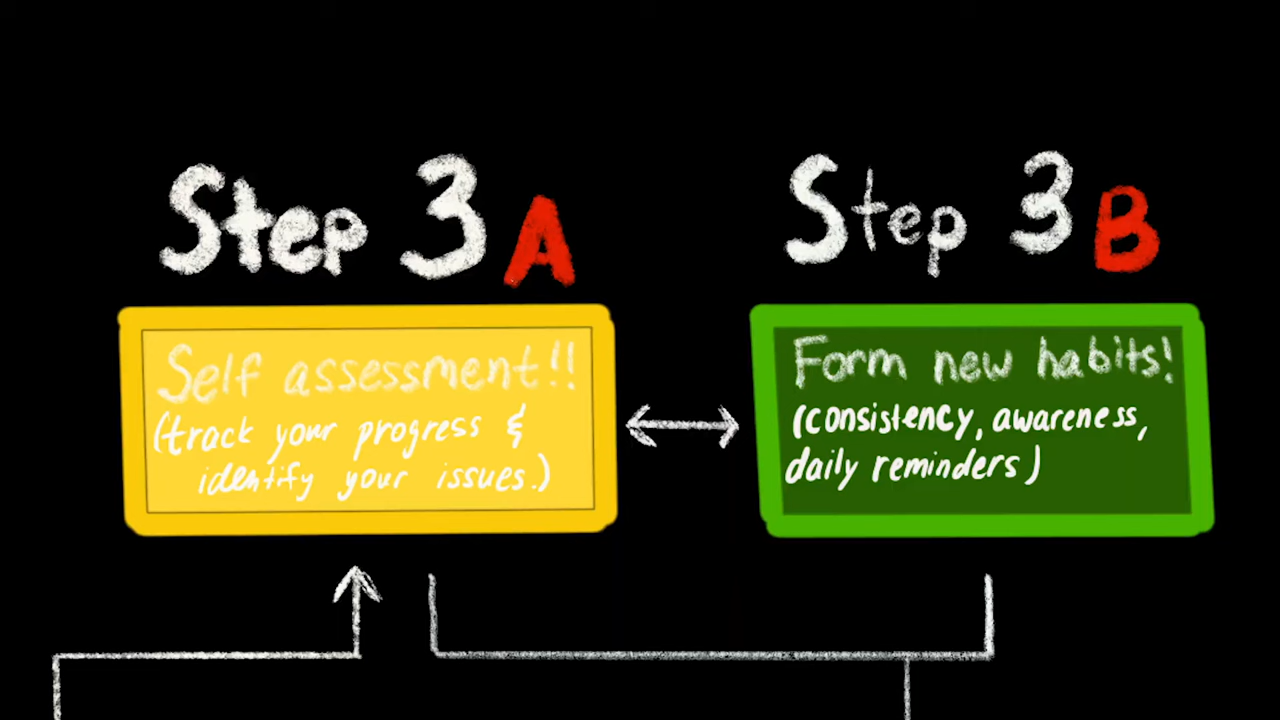 Step 3 A
Self assessment!!
(track your progress &
identify your issues.)
Step 3 B
Form new habits!
(consistency, awareness,
daily reminders)